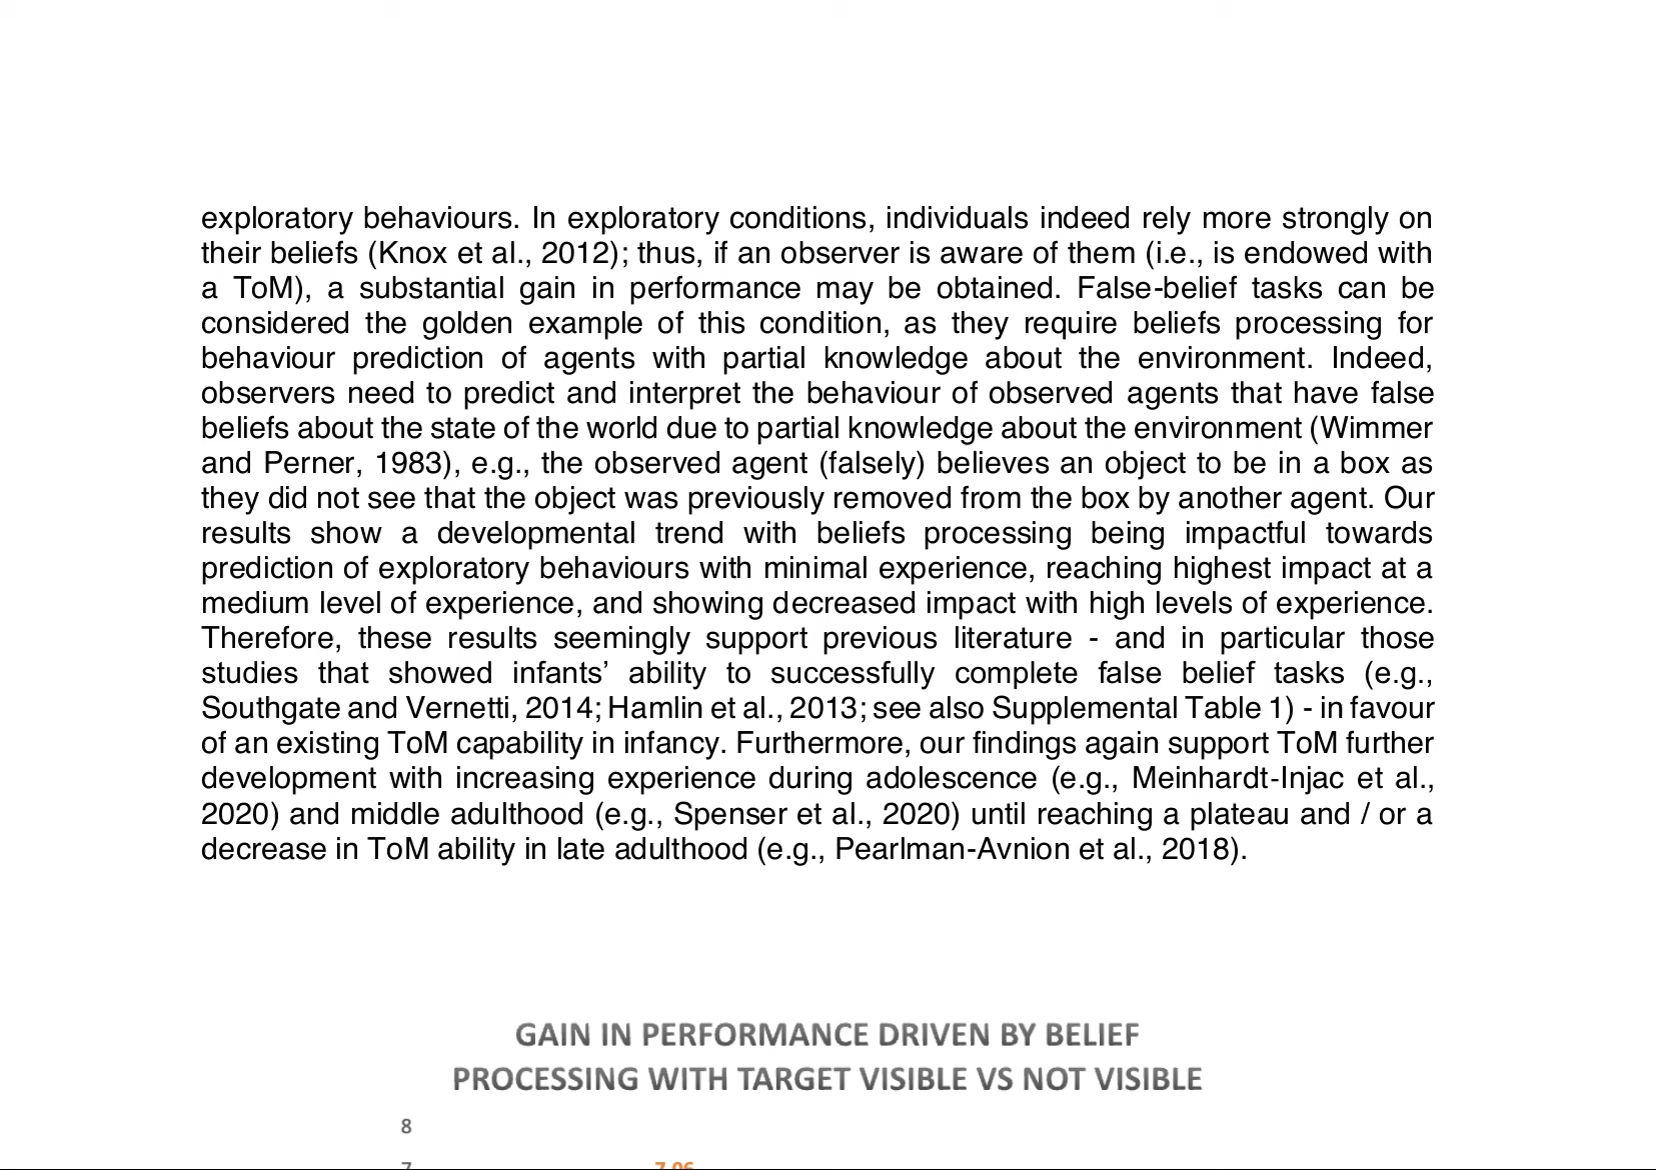 exploratory behaviours. In exploratory conditions, individuals indeed rely more strongly on
their beliefs (Knox et al., 2012); thus, if an observer is aware of them (i.e., is endowed with
a ToM), a substantial gain in performance may be obtained. False-belief tasks can be
considered the golden example of this condition, as they require beliefs processing for
behaviour prediction of agents with partial knowledge about the environment. Indeed,
observers need to predict and interpret the behaviour of observed agents that have false
beliefs about the state of the world due to partial knowledge about the environment (Wimmer
and Perner, 1983), e.g., the observed agent (falsely) believes an object to be in a box as
they did not see that the object was previously removed from the box by another agent. Our
results show a developmental trend with beliefs processing being impactful towards
prediction of exploratory behaviours with minimal experience, reaching highest impact at a
medium level of experience, and showing decreased impact with high levels of experience.
Therefore, these results seemingly support previous literature - and in particular those
studies that showed infants’ ability to successfully complete false belief tasks (e.g.,
Southgate and Vernetti, 2014; Hamlin et al., 2013; see also Supplemental Table 1) - in favour
of an existing ToM capability in infancy. Furthermore, our findings again support ToM further
development with increasing experience during adolescence (e.g., Meinhardt-Injac et al.,
2020) and middle adulthood (e.g., Spenser et al., 2020) until reaching a plateau and / or a
decrease in ToM ability in late adulthood (e.g., Pearlman-Avnion et al., 2018).
GAIN IN PERFORMANCE DRIVEN BY BELIEF
PROCESSING WITH TARGET VISIBLE VS NOT VISIBLE
8